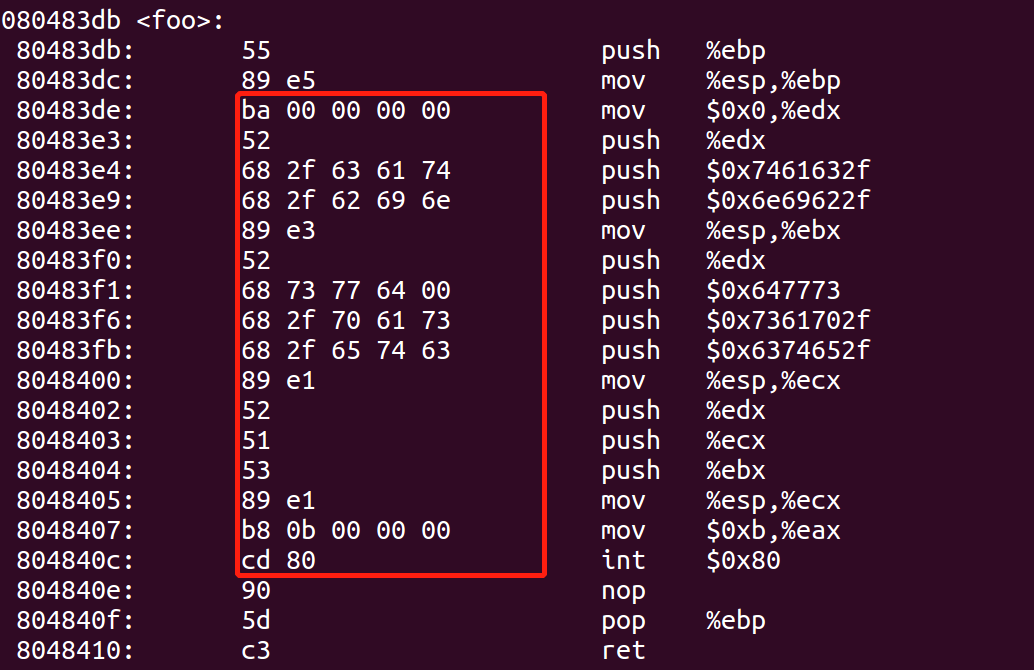 080483db <foo>:
80483db: 55 push %ebp
80483dc: 89 e5 mov %esp,%ebp
80483de: ba 00 00 00 00 mov $0x0,%edx
80483e3: 52 push %edx
80483e4: 68 2f 63 61 74 push $0x7461632f
80483e9: 68 2f 62 69 6e push $0x6e69622f
80483ee: 89 e3 mov %esp,%ebx
80483f0: 52 push %edx
80483f1: 68 73 77 64 00 push $0x647773
80483f6: 68 2f 70 61 73 push $0x7361702f
80483fb: 68 2f 65 74 63 push $0x6374652f
8048400: 89 e1 mov %esp,%ecx
8048402: 52 push %edx
8048403: 51 push %ecx
8048404: 53 push %ebx
8048405: 89 e1 mov %esp,%ecx
8048407: b8 0b 00 00 00 mov $0xb,%eax
804840c: cd 80 int $0x80
804840e: 90 nop
804840f: 5d pop %ebp
8048410: c3 ret